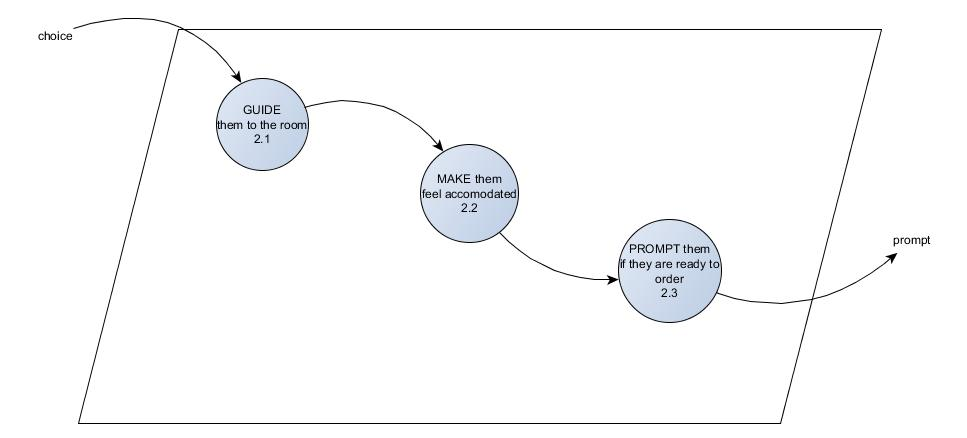 choice
GUIDE
them to the room
2.1
MAKE them
feel accomodated
2.2
PROMPT them
if they are ready to
order
2.3
prompt